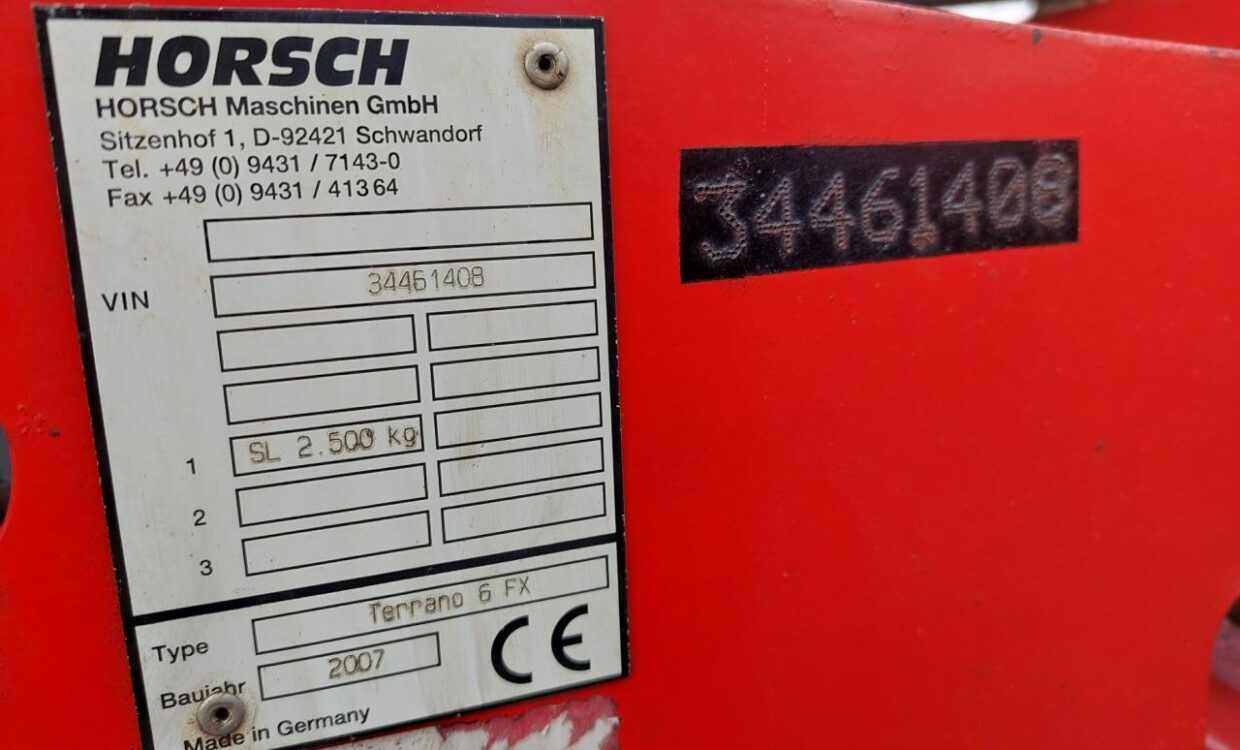 HORSCH
HORSCH Maschinen GmbH
Sitzenhof 1, D-92421 Schwandorf
Tel. +49 (0) 9431 / 7143-0
Fax +49 (0) 9431 / 41364
VIN 34461408
1 SL 2.500 kg
2
3
Type Terrano 6 FX
Baujahr 2007
CE
Made in Germany
34461408